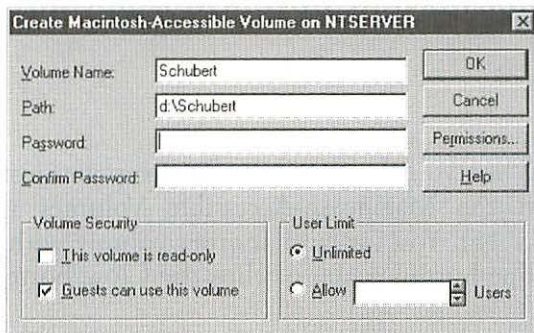 Create Macintosh-Accessible Volume on NTSERVER
Volume Name: Schubert
Path: d:\Schubert
Password:
Confirm Password:
OK
Cancel
Permissions...
Help
Volume Security
This volume is read-only
Guests can use this volume
User Limit
Unlimited
Allow Users